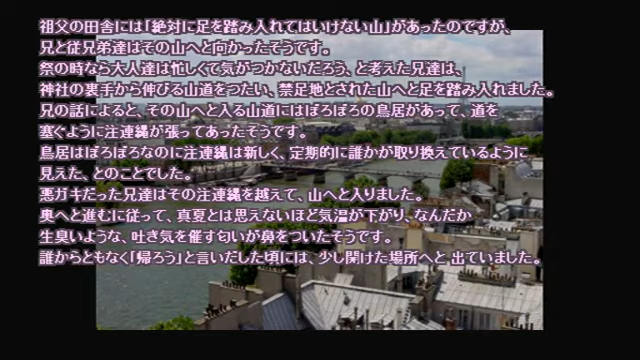 祖父の田舎には「絶対に足を踏み入れてはいけない山」があったのですが、
兄と従兄弟達はその山へと向かったそうです。
祭の時なら大人達は忙しくて気がつかないだろう、と考えた兄達は、
神社の裏手から伸びる山道をつたい、禁足地とされた山へと足を踏み入れました。
兄の話によると、その山へと入る山道にはぼろぼろの鳥居があって、道を
塞ぐように注連縄が張ってあったそうです。
鳥居はぼろぼろなのに注連縄は新しく、定期的に誰かが取り換えているように
見えた、とのことでした。
悪ガキだった兄達はその注連縄を越えて、山へと入りました。
奥へと進むに従って、真夏とは思えないほど気温が下がり、なんだか
生臭いような、吐き気を催す匂いが鼻をついたそうです。
誰からともなく「帰ろう」と言いだした頃には、少し開けた場所へと出ていました。